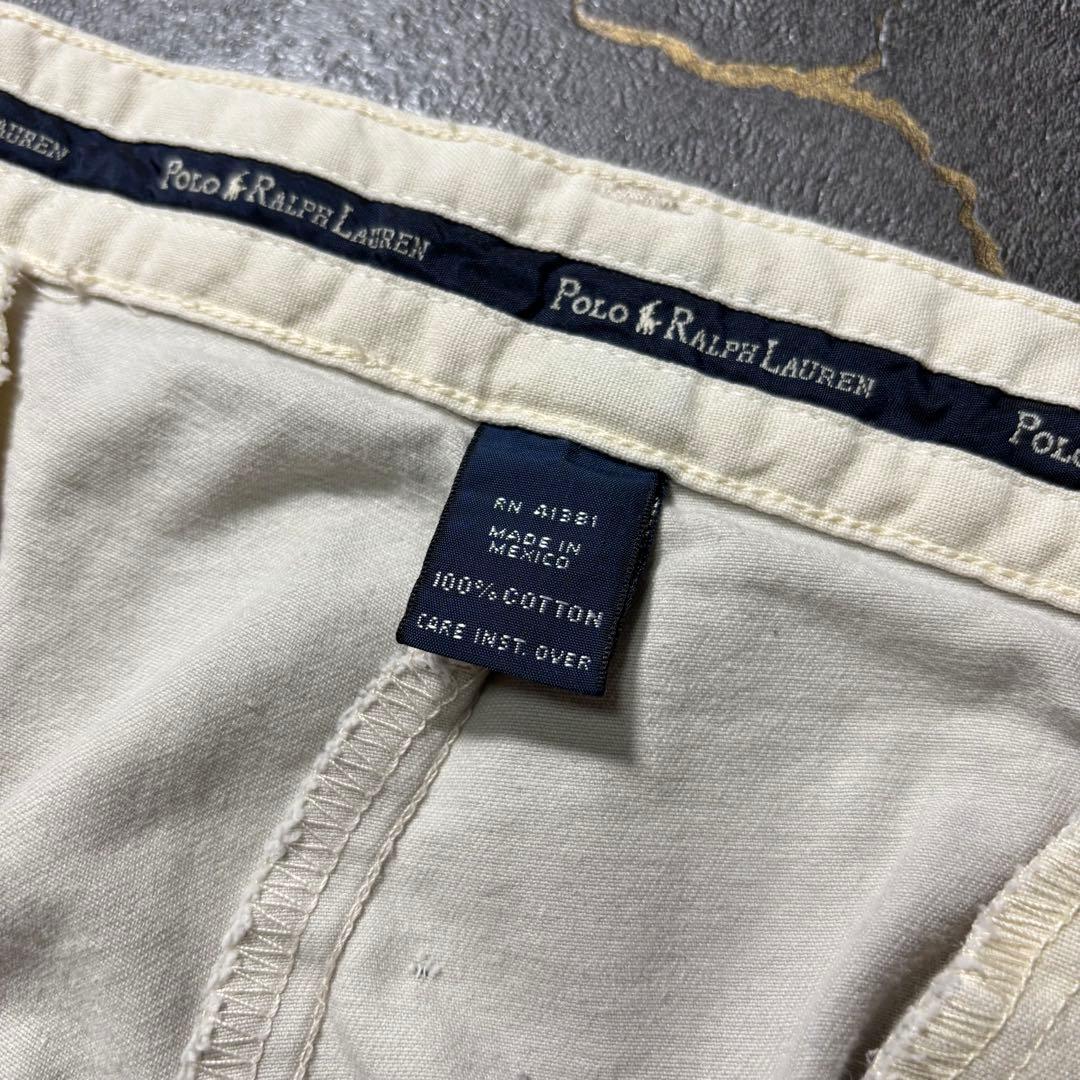 LAUREN POLO RALPH LAUREN POLO RALPH LAUREN POLO
RN 41381
MADE IN
MEXICO
100% COTTON
CARE INST. OVER